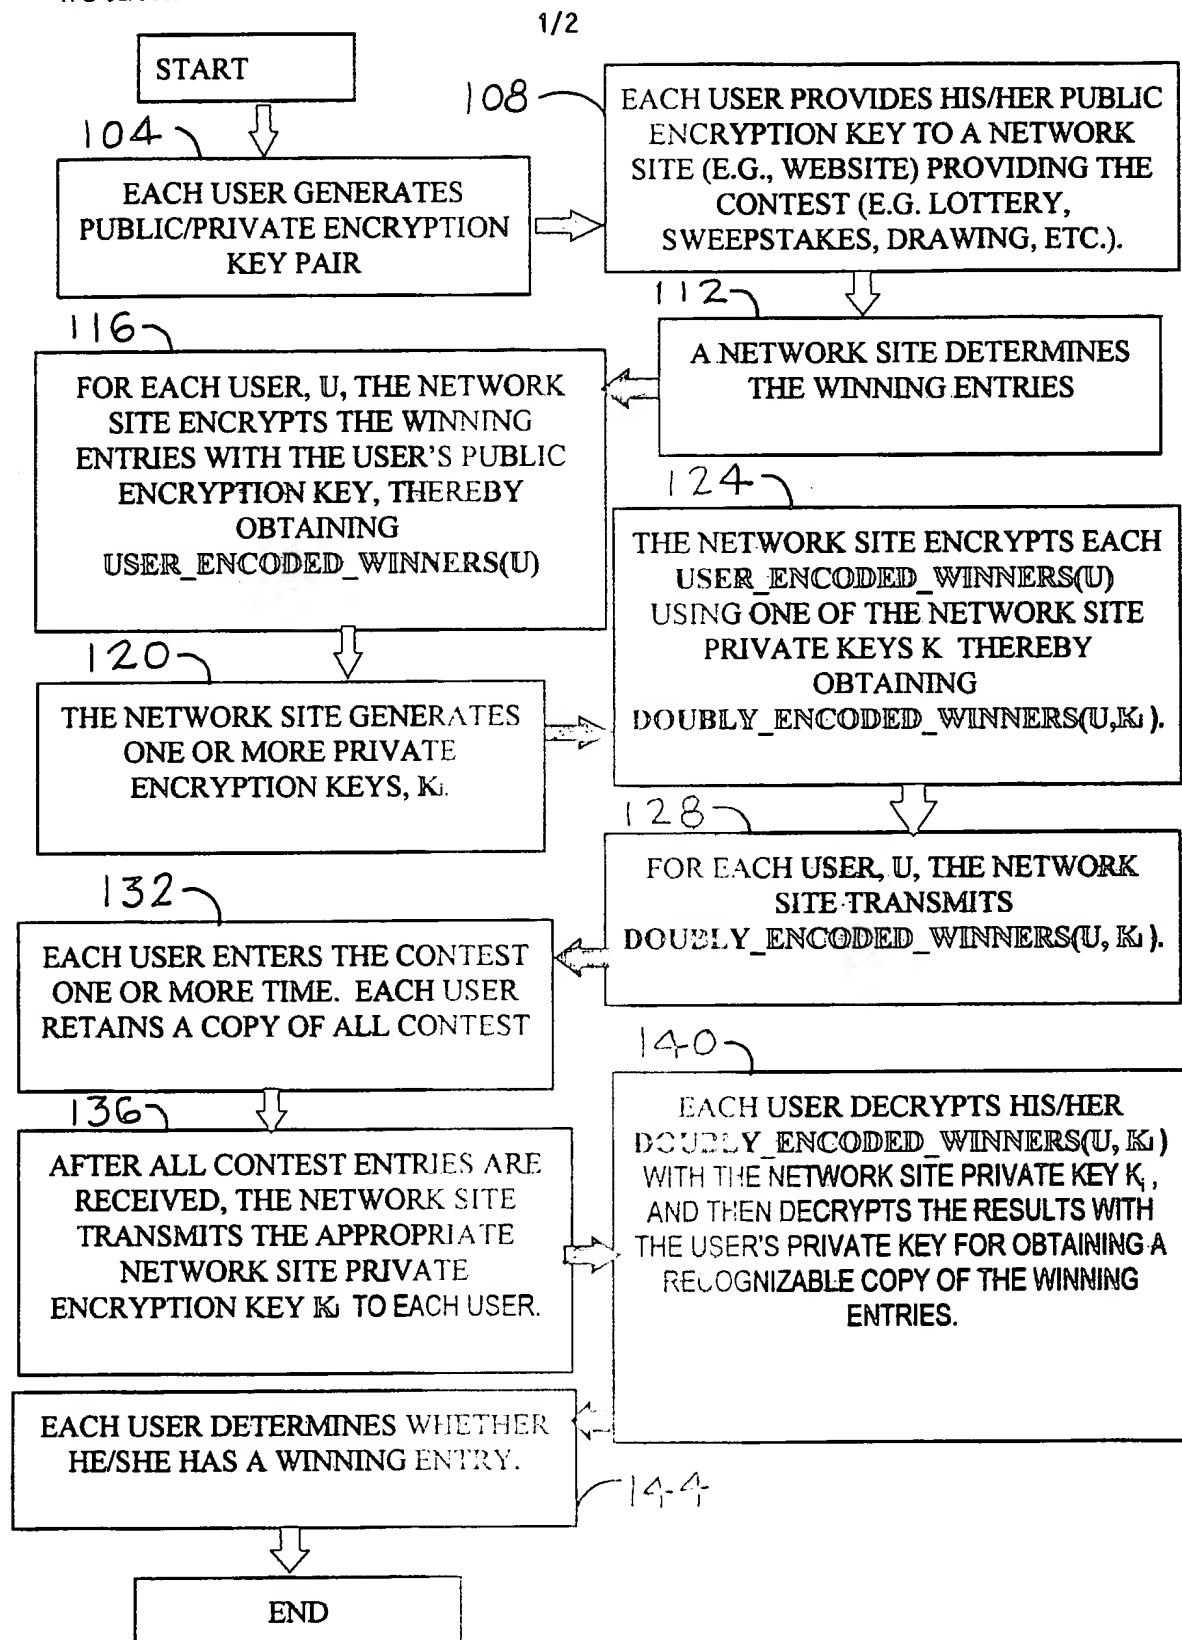 1/2
START
104
EACH USER GENERATES
PUBLIC/PRIVATE ENCRYPTION
KEY PAIR
108
EACH USER PROVIDES HIS/HER PUBLIC
ENCRYPTION KEY TO A NETWORK
SITE (E.G., WEBSITE) PROVIDING THE
CONTEST (E.G. LOTTERY,
SWEEPSTAKES, DRAWING, ETC.).
112
A NETWORK SITE DETERMINES
THE WINNING ENTRIES
116
FOR EACH USER, U, THE NETWORK
SITE ENCRYPTS THE WINNING
ENTRIES WITH THE USER'S PUBLIC
ENCRYPTION KEY, THEREBY
OBTAINING
USER_ENCODED_WINNERS(U)
120
THE NETWORK SITE GENERATES
ONE OR MORE PRIVATE
ENCRYPTION KEYS, Ki.
124
THE NETWORK SITE ENCRYPTS EACH
USER_ENCODED_WINNERS(U)
USING ONE OF THE NETWORK SITE
PRIVATE KEYS K THEREBY
OBTAINING
DOUBLY_ENCODED_WINNERS(U,Ki).
128
FOR EACH USER, U, THE NETWORK
SITE TRANSMITS
DOUBLY_ENCODED_WINNERS(U, Ki).
132
EACH USER ENTERS THE CONTEST
ONE OR MORE TIME. EACH USER
RETAINS A COPY OF ALL CONTEST
136
AFTER ALL CONTEST ENTRIES ARE
RECEIVED, THE NETWORK SITE
TRANSMITS THE APPROPRIATE
NETWORK SITE PRIVATE
ENCRYPTION KEY Ki TO EACH USER.
140
EACH USER DECRYPTS HIS/HER
DOUBLY_ENCODED_WINNERS(U, Ki)
WITH THE NETWORK SITE PRIVATE KEY Ki,
AND THEN DECRYPTS THE RESULTS WITH
THE USER'S PRIVATE KEY FOR OBTAINING A
RECOGNIZABLE COPY OF THE WINNING
ENTRIES.
EACH USER DETERMINES WHETHER
HE/SHE HAS A WINNING ENTRY.
144
END